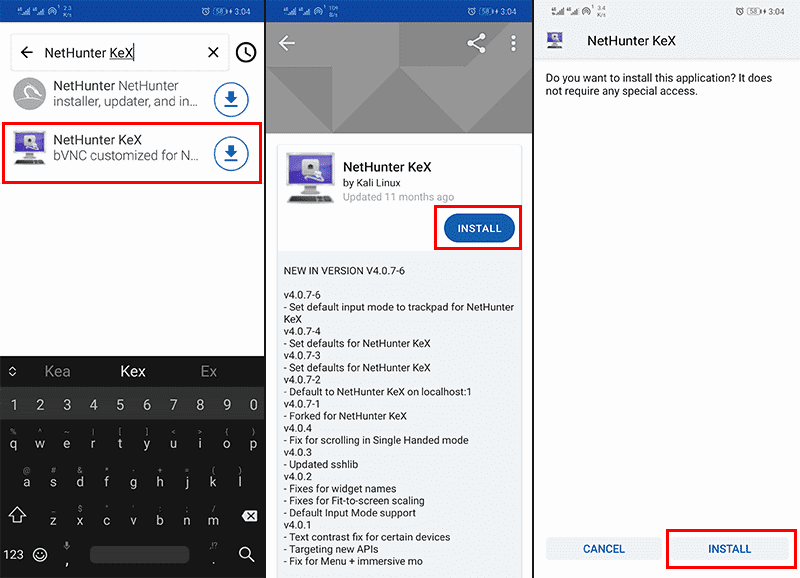 2.3
K/s
58
3:04
NetHunter KeX
NetHunter NetHunter
installer, updater, and in...
NetHunter KeX
bVNC customized for N...
Kea
Kex
Ex
1 2 3 4 5 6 7 8 9 0
q w e r t y u i o p
a s d f g h j k l
z x c v b n m
123
, .
109
B/s
58
3:04
NetHunter KeX
by Kali Linux
Updated 11 months ago
INSTALL
NEW IN VERSION V4.0.7-6
v4.0.7-6
- Set default input mode to trackpad for NetHunter
KeX
v4.0.7-4
- Set defaults for NetHunter KeX
v4.0.7-3
- Set defaults for NetHunter KeX
v4.0.7-2
- Default to NetHunter KeX on localhost:1
v4.0.7-1
- Forked for NetHunter KeX
v4.0.4
- Fix for scrolling in Single Handed mode
v4.0.3
- Updated sshlib
v4.0.2
- Fixes for widget names
- Fixes for Fit-to-screen scaling
- Default Input Mode support
v4.0.1
- Text contrast fix for certain devices
- Targeting new APIs
- Fix for Menu + immersive mo
3.4
K/s
58
3:04
NetHunter KeX
Do you want to install this application? It does
not require any special access.
CANCEL
INSTALL